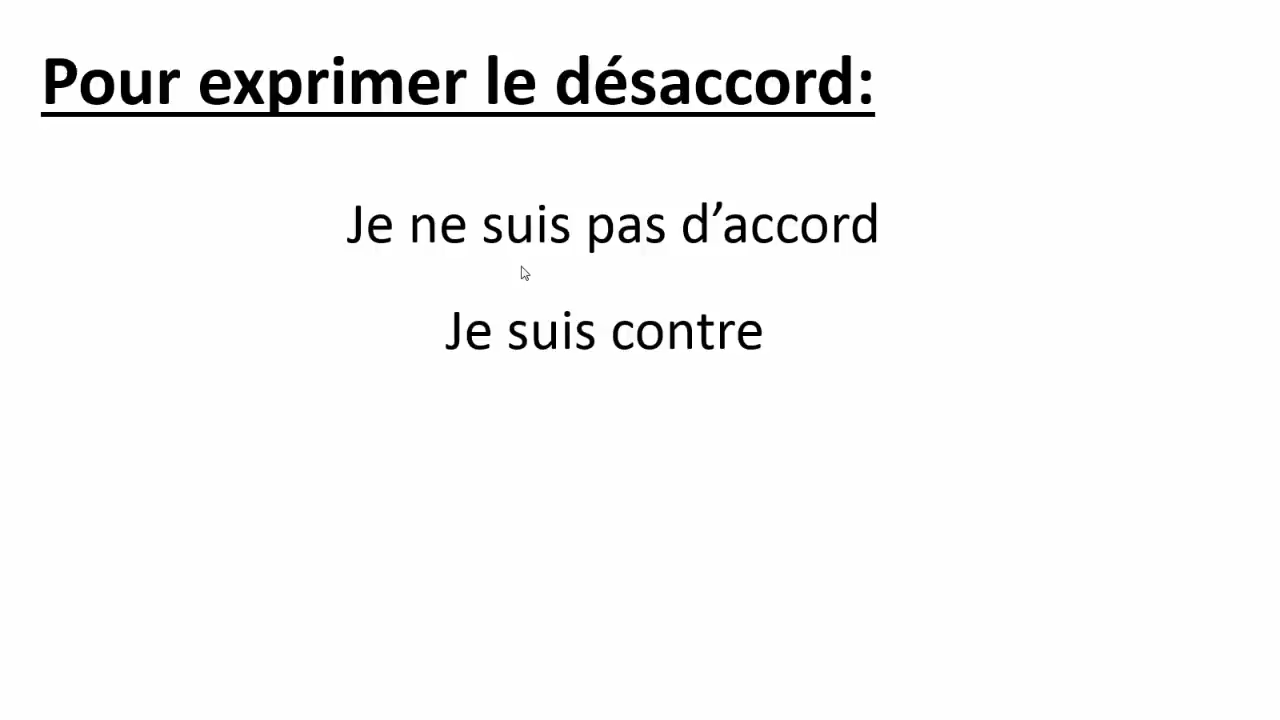 Pour exprimer le désaccord:
Je ne suis pas d’accord
Je suis contre